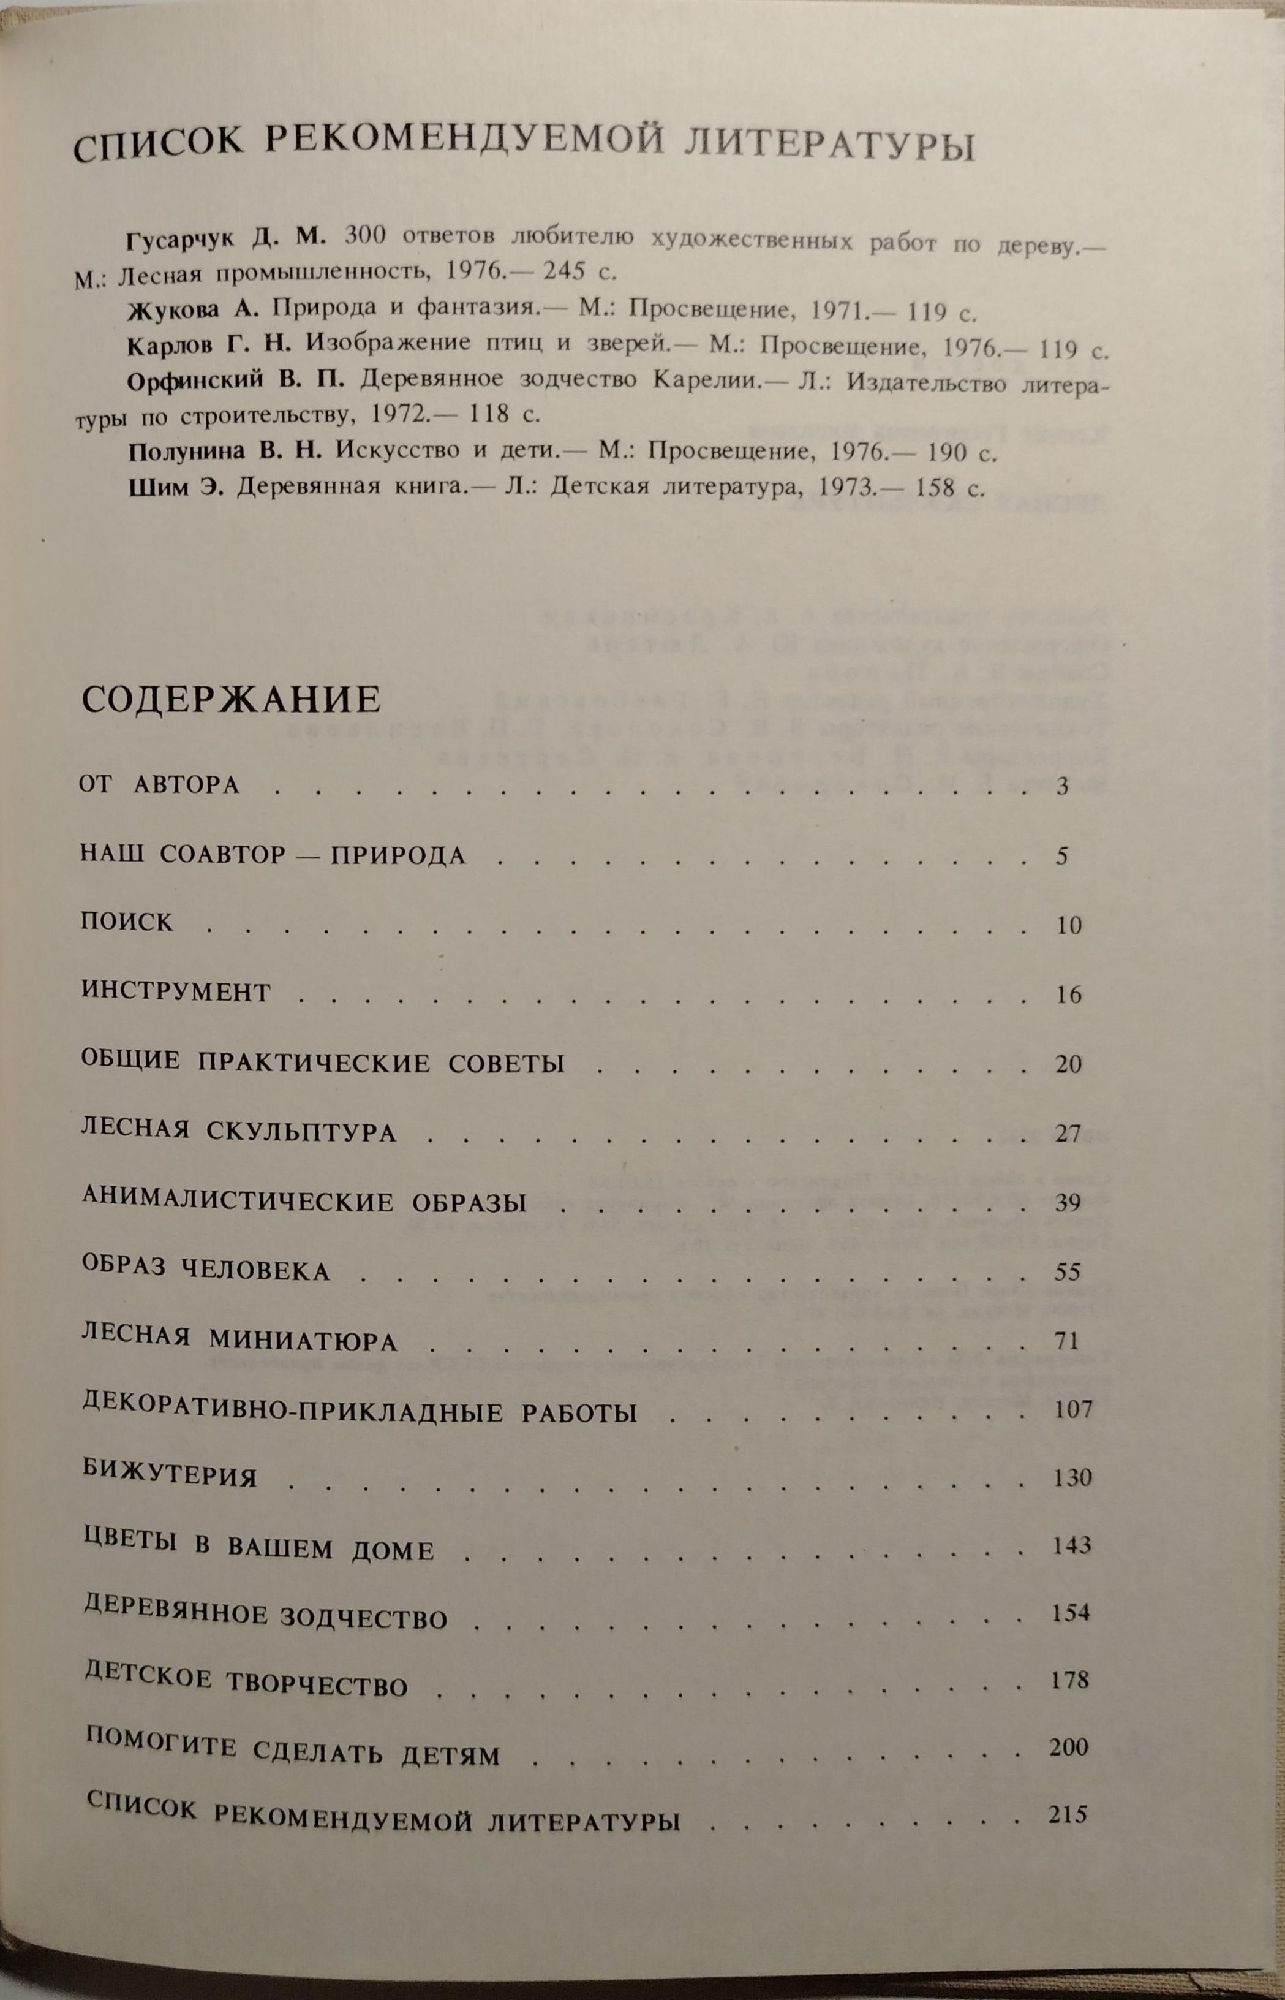 СПИСОК РЕКОМЕНДУЕМОЙ ЛИТЕРАТУРЫ
Гусарчук Д. М. 300 ответов любителю художественных работ по дереву.—
М.: Лесная промышленность, 1976.— 245 с.
Жукова А. Природа и фантазия.— М.: Просвещение, 1971.— 119 с.
Карлов Г. Н. Изображение птиц и зверей.— М.: Просвещение, 1976.— 119 с.
Орфинский В. П. Деревянное зодчество Карелии.— Л.: Издательство литера-
туры по строительству, 1972.— 118 с.
Полунина В. Н. Искусство и дети.— М.: Просвещение, 1976.— 190 с.
Шим Э. Деревянная книга.— Л.: Детская литература, 1973.— 158 с.
СОДЕРЖАНИЕ
ОТ АВТОРА . . . . . . . . . . . . . . . . . . . . . . 3
НАШ СОАВТОР — ПРИРОДА . . . . . . . . . . . . . . . 5
ПОИСК . . . . . . . . . . . . . . . . . . . . . . . 10
ИНСТРУМЕНТ . . . . . . . . . . . . . . . . . . . . . 16
ОБЩИЕ ПРАКТИЧЕСКИЕ СОВЕТЫ . . . . . . . . . . . . . 20
ЛЕСНАЯ СКУЛЬПТУРА . . . . . . . . . . . . . . . . . 27
АНИМАЛИСТИЧЕСКИЕ ОБРАЗЫ . . . . . . . . . . . . . . 39
ОБРАЗ ЧЕЛОВЕКА . . . . . . . . . . . . . . . . . . . 55
ЛЕСНАЯ МИНИАТЮРА . . . . . . . . . . . . . . . . . 71
ДЕКОРАТИВНО-ПРИКЛАДНЫЕ РАБОТЫ . . . . . . . . . . . 107
БИЖУТЕРИЯ . . . . . . . . . . . . . . . . . . . . . 130
ЦВЕТЫ В ВАШЕМ ДОМЕ . . . . . . . . . . . . . . . . 143
ДЕРЕВЯННОЕ ЗОДЧЕСТВО . . . . . . . . . . . . . . . . 154
ДЕТСКОЕ ТВОРЧЕСТВО . . . . . . . . . . . . . . . . . 178
ПОМОГИТЕ СДЕЛАТЬ ДЕТЯМ . . . . . . . . . . . . . . 200
СПИСОК РЕКОМЕНДУЕМОЙ ЛИТЕРАТУРЫ . . . . . . . . . . 215